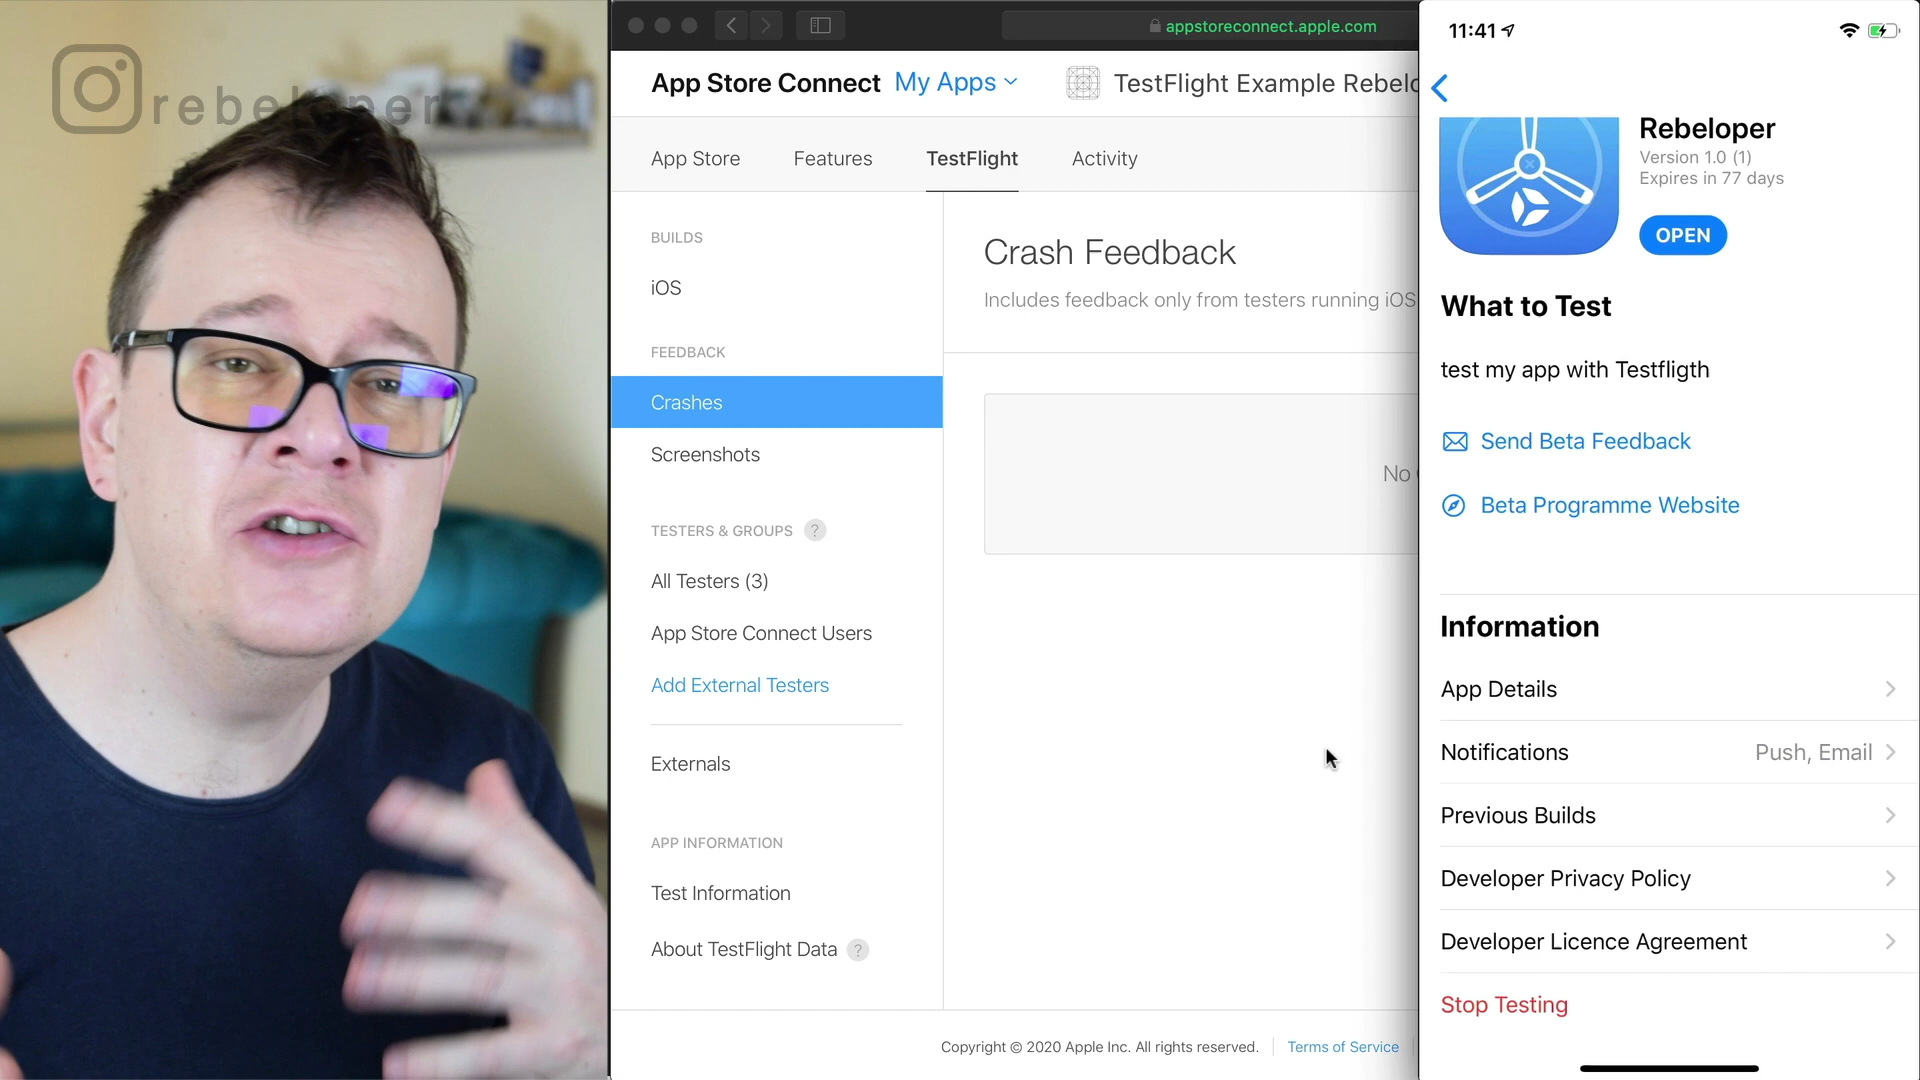 rebeloper
appstoreconnect.apple.com
App Store Connect My Apps
TestFlight Example Rebelo
App Store
Features
TestFlight
Activity
BUILDS
iOS
FEEDBACK
Crashes
Screenshots
TESTERS & GROUPS ?
All Testers (3)
App Store Connect Users
Add External Testers
Externals
APP INFORMATION
Test Information
About TestFlight Data ?
Crash Feedback
Includes feedback only from testers running iOS
No
Copyright © 2020 Apple Inc. All rights reserved.
Terms of Service
11:41
Rebeloper
Version 1.0 (1)
Expires in 77 days
OPEN
What to Test
test my app with Testfligth
Send Beta Feedback
Beta Programme Website
Information
App Details
Notifications Push, Email
Previous Builds
Developer Privacy Policy
Developer Licence Agreement
Stop Testing